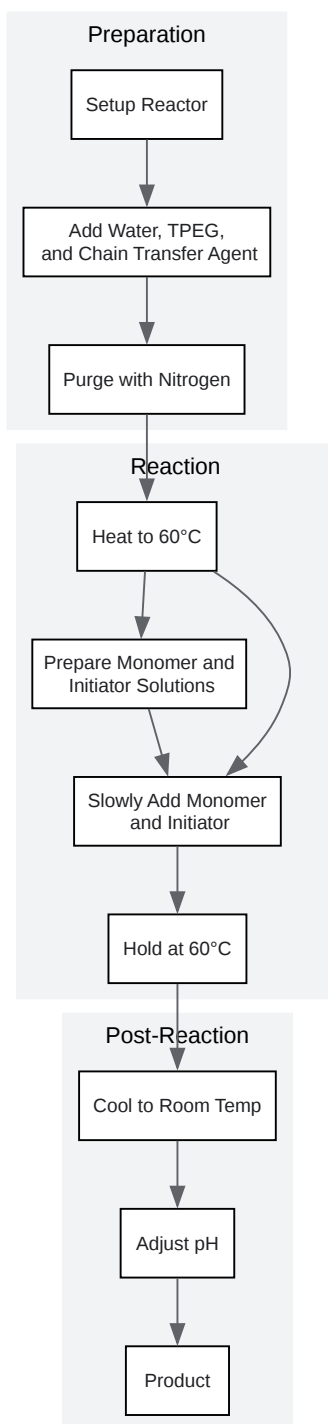 Preparation
Setup Reactor
Add Water, TPEG,
and Chain Transfer Agent
Purge with Nitrogen
Reaction
Heat to 60°C
Prepare Monomer and
Initiator Solutions
Slowly Add Monomer
and Initiator
Hold at 60°C
Post-Reaction
Cool to Room Temp
Adjust pH
Product